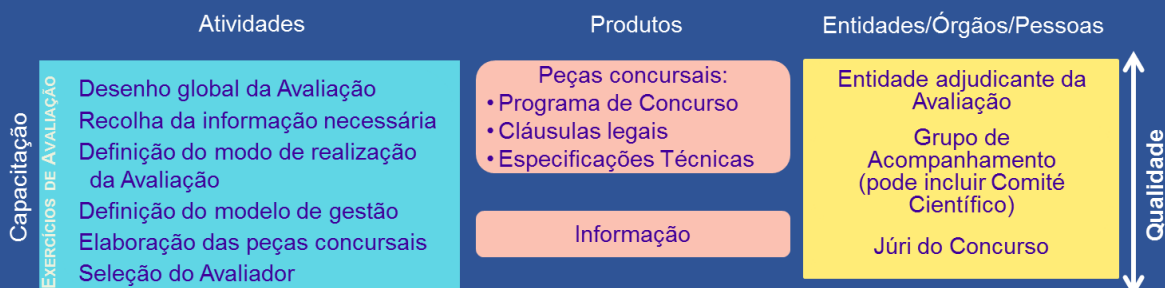 Atividades
Produtos
Entidades/Órgãos/Pessoas
Capacitação
EXERCÍCIOS DE AVALIAÇÃO
Desenho global da Avaliação
Recolha da informação necessária
Definição do modo de realização
da Avaliação
Definição do modelo de gestão
Elaboração das peças concursais
Seleção do Avaliador
Peças concursais:
• Programa de Concurso
• Cláusulas legais
• Especificações Técnicas
Informação
Entidade adjudicante da
Avaliação
Grupo de
Acompanhamento
(pode incluir Comité
Científico)
Júri do Concurso
Qualidade